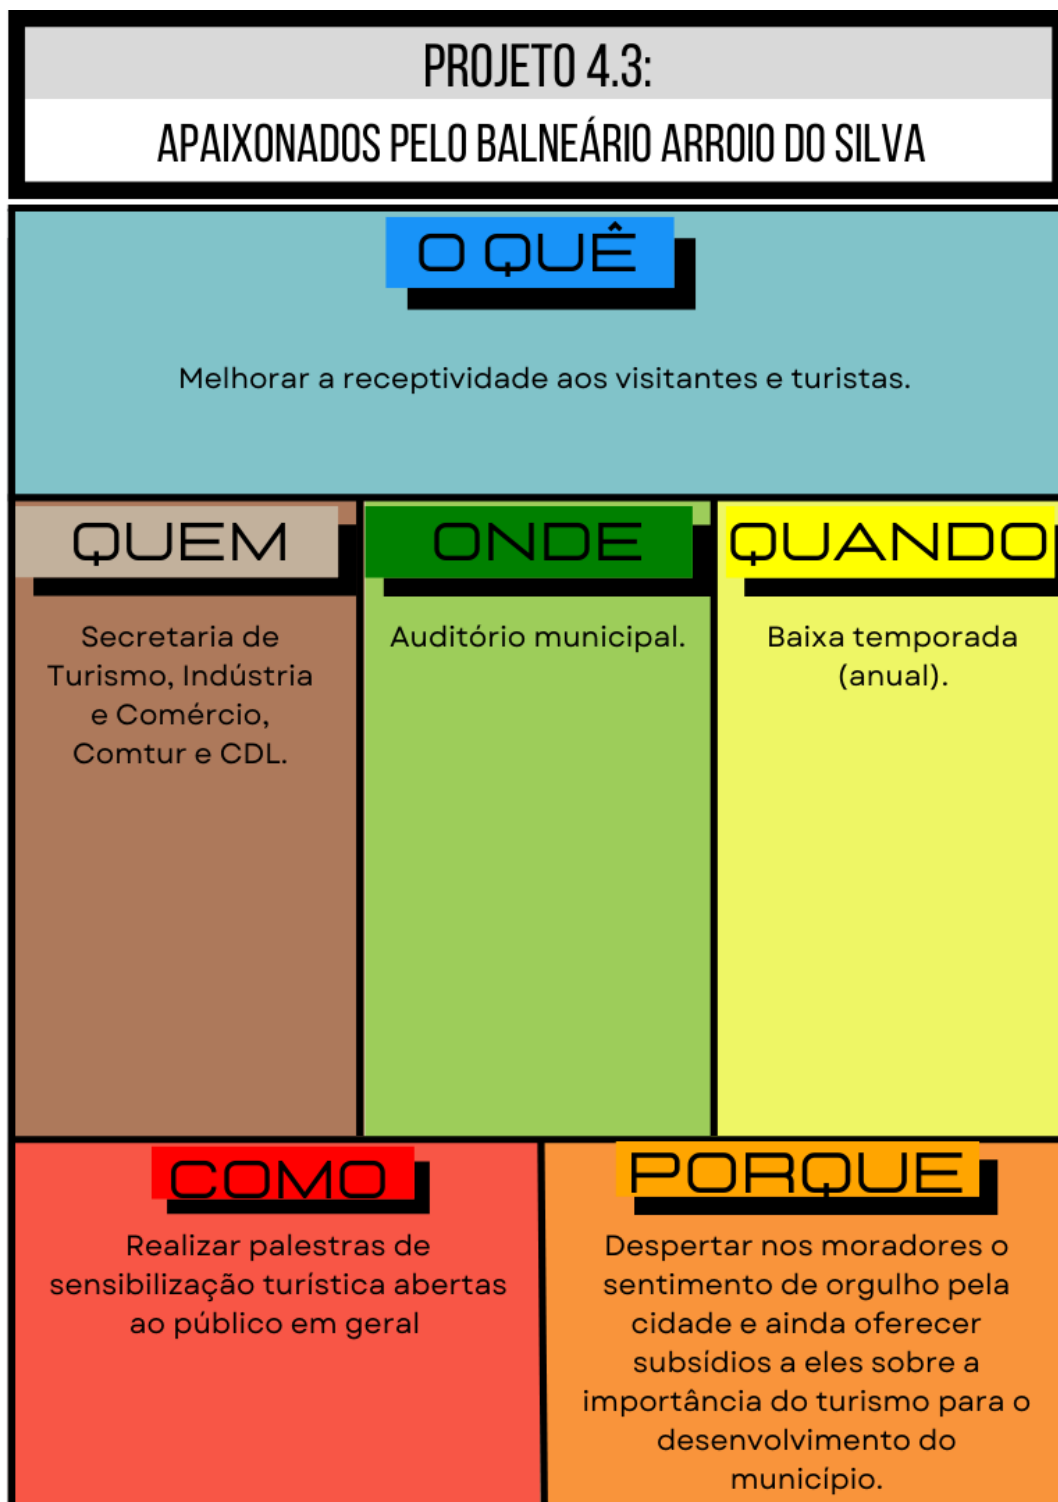 PROJETO 4.3:
APAIXONADOS PELO BALNEÁRIO ARROIO DO SILVA
O QUÊ
Melhorar a receptividade aos visitantes e turistas.
QUEM
Secretaria de
Turismo, Indústria
e Comércio,
Comtur e CDL.
ONDE
Auditório municipal.
QUANDO
Baixa temporada
(anual).
COMO
Realizar palestras de
sensibilização turística abertas
ao público em geral
PORQUE
Despertar nos moradores o
sentimento de orgulho pela
cidade e ainda oferecer
subsídios a eles sobre a
importância do turismo para o
desenvolvimento do
município.